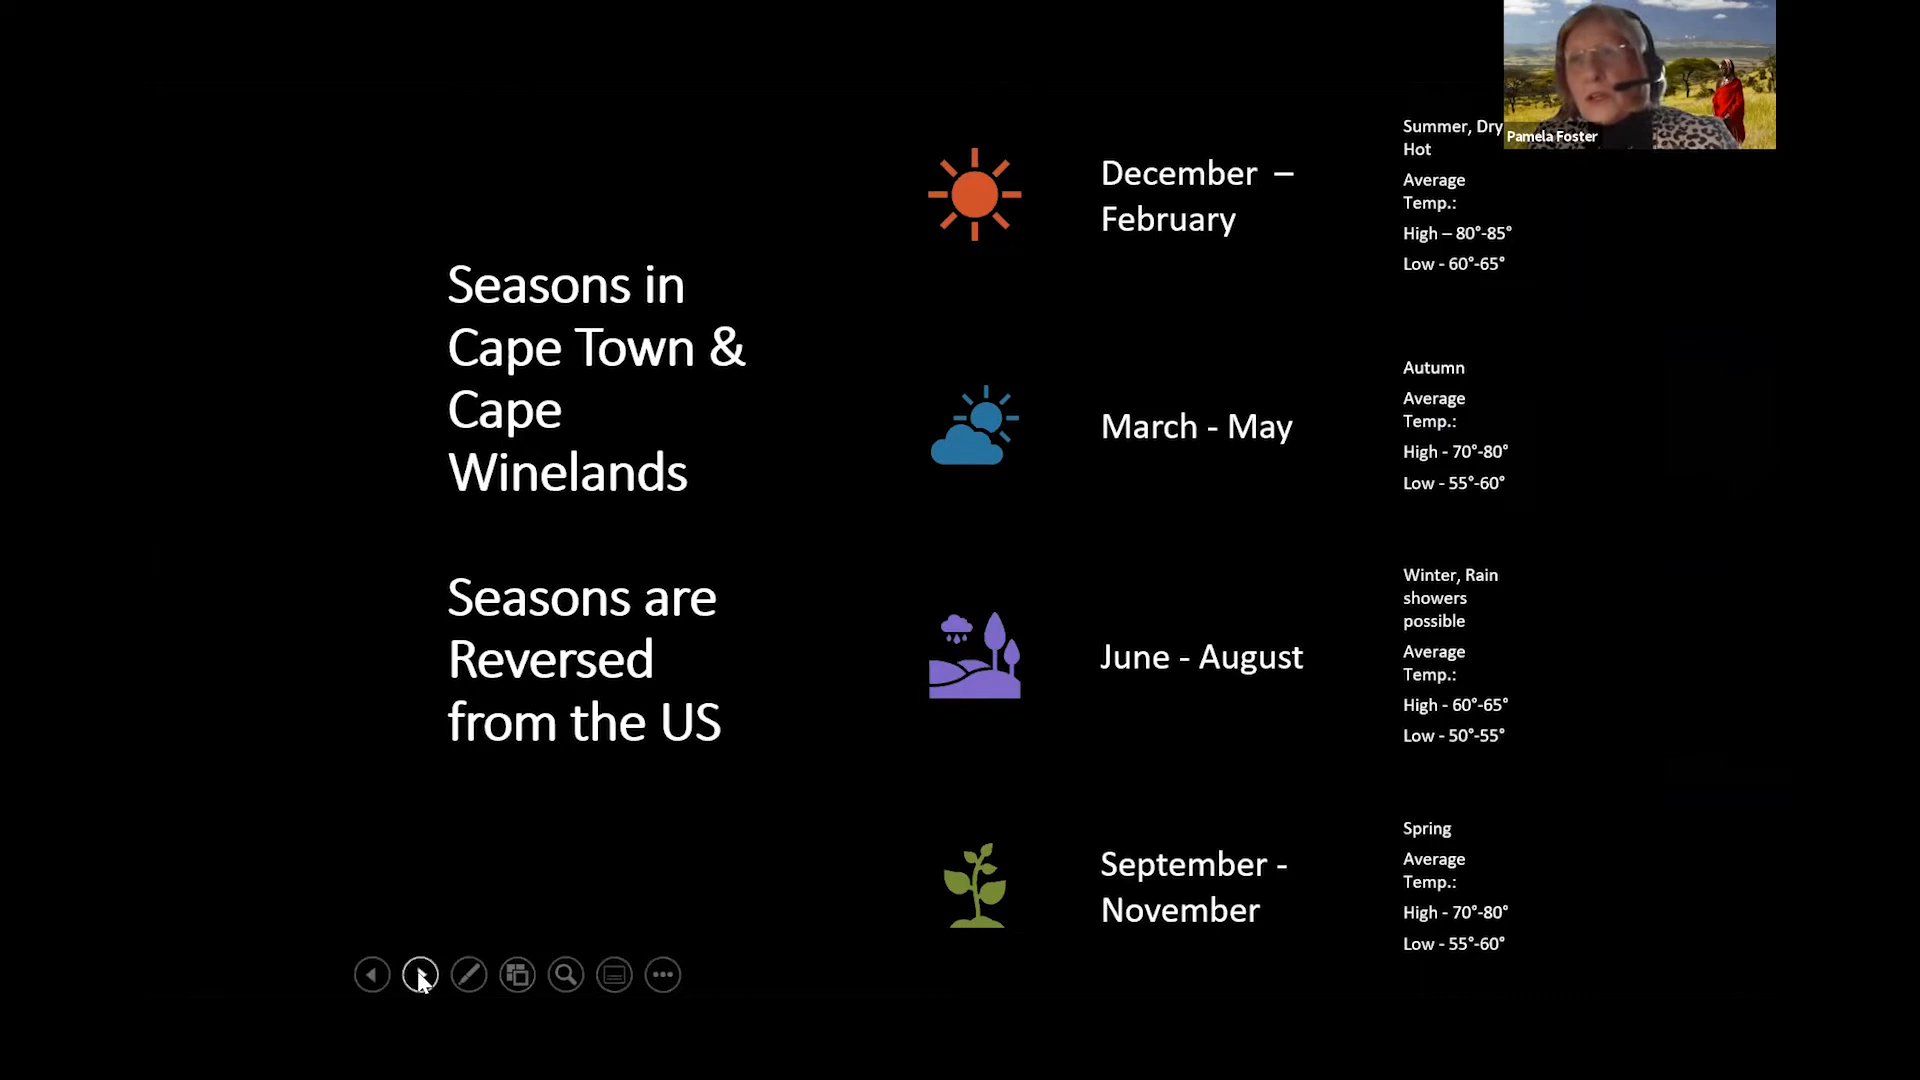 Seasons in
Cape Town &
Cape
Winelands
Seasons are
Reversed
from the US
December –
February
Summer, Dry
Hot
Average
Temp.:
High – 80°-85°
Low - 60°-65°
March - May
Autumn
Average
Temp.:
High - 70°-80°
Low - 55°-60°
June - August
Winter, Rain
showers
possible
Average
Temp.:
High - 60°-65°
Low - 50°-55°
September -
November
Spring
Average
Temp.:
High - 70°-80°
Low - 55°-60°
Pamela Foster